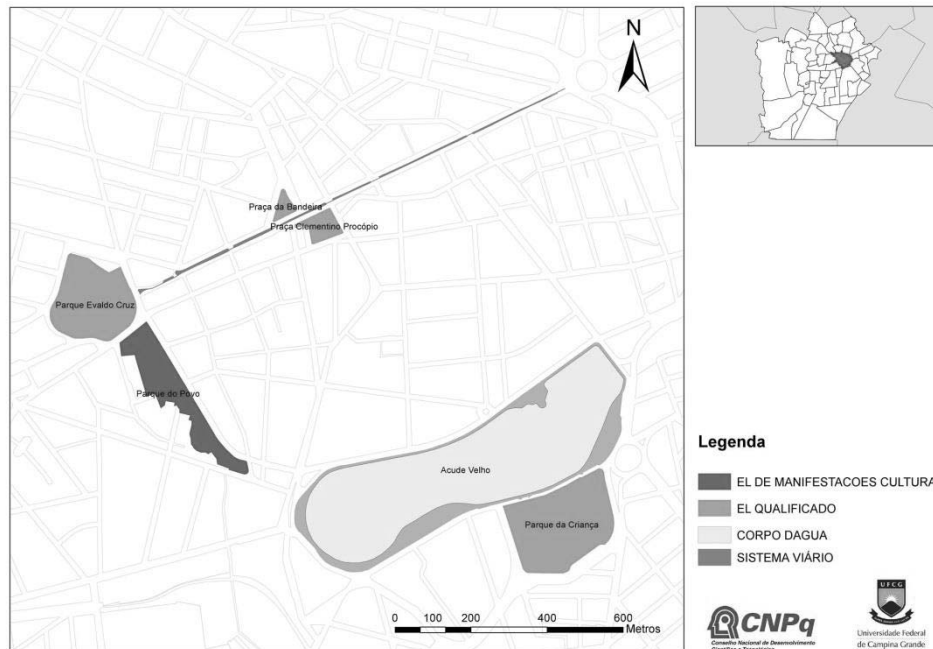 N
Praça da Bandeira
Praça Clementino Procópio
Parque Evaldo Cruz
Parque do Povo
Acude Velho
Parque da Criança
0 100 200 400 600
Metros
Legenda
EL DE MANIFESTACOES CULTURA
EL QUALIFICADO
CORPO DAGUA
SISTEMA VIÁRIO
CNPq
Conselho Nacional de Desenvolvimento
Científico e Tecnológico
UFCG
Universidade Federal
de Campina Grande